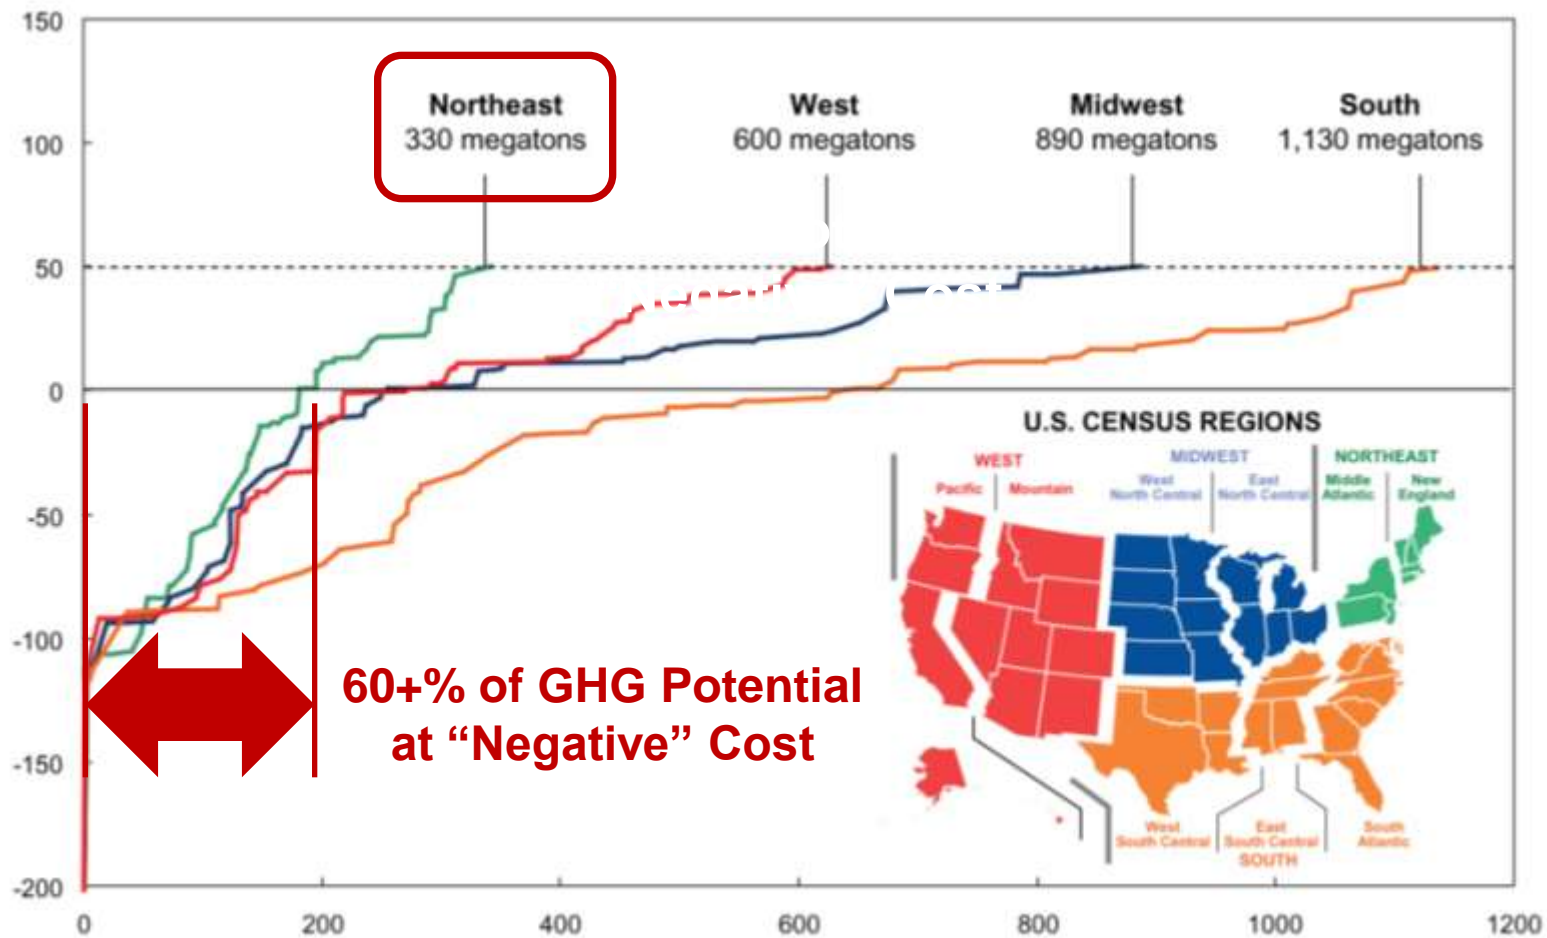 150
100
50
0
-50
-100
-150
-200
Northeast
330 megatons
West
600 megatons
Midwest
890 megatons
South
1,130 megatons
Cost
60+% of GHG Potential
at “Negative” Cost
U.S. CENSUS REGIONS
WEST
Pacific
Mountain
MIDWEST
West
North Central
East
North Central
NORTHEAST
Middle
Atlantic
New
England
West
South Central
East
South Central
SOUTH
South
Atlantic
0
200
400
600
800
1000
1200